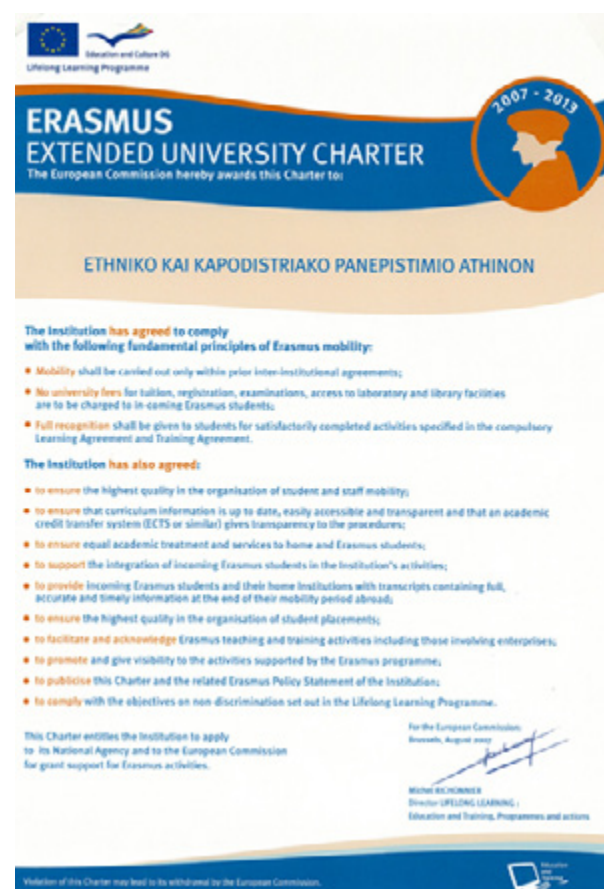 Education and Culture DG
Lifelong Learning Programme
2007 - 2013
ERASMUS
EXTENDED UNIVERSITY CHARTER
The European Commission hereby awards this Charter to:
ETHNIKO KAI KAPODISTRIAKO PANEPISTIMIO ATHINON
The Institution has agreed to comply
with the following fundamental principles of Erasmus mobility:
• Mobility shall be carried out only within prior inter-institutional agreements;
• No university fees for tuition, registration, examinations, access to laboratory and library facilities
are to be charged to in-coming Erasmus students;
• Full recognition shall be given to students for satisfactorily completed activities specified in the compulsory
Learning Agreement and Training Agreement.
The Institution has also agreed:
• to ensure the highest quality in the organisation of student and staff mobility;
• to ensure that curriculum information is up to date, easily accessible and transparent and that an academic
credit transfer system (ECTS or similar) gives transparency to the procedures;
• to ensure equal academic treatment and services to home and Erasmus students;
• to support the integration of incoming Erasmus students in the Institution's activities;
• to provide incoming Erasmus students and their home Institutions with transcripts containing full,
accurate and timely information at the end of their mobility period abroad;
• to ensure the highest quality in the organisation of student placements;
• to facilitate and acknowledge Erasmus teaching and training activities including those involving enterprises;
• to promote and give visibility to the activities supported by the Erasmus programme;
• to publicise this Charter and the related Erasmus Policy Statement of the Institution;
• to comply with the objectives on non discrimination set out in the Lifelong Learning Programme.
This Charter entitles the Institution to apply
to its National Agency and to the European Commission
for grant support for Erasmus activities.
For the European Commission:
Brussels, August 2007
Michel RICHONNIER
Director LIFELONG LEARNING :
Education and Training, Programmes and actions
Violation of this Charter may lead to its withdrawal by the European Commission.
Education
and
Training